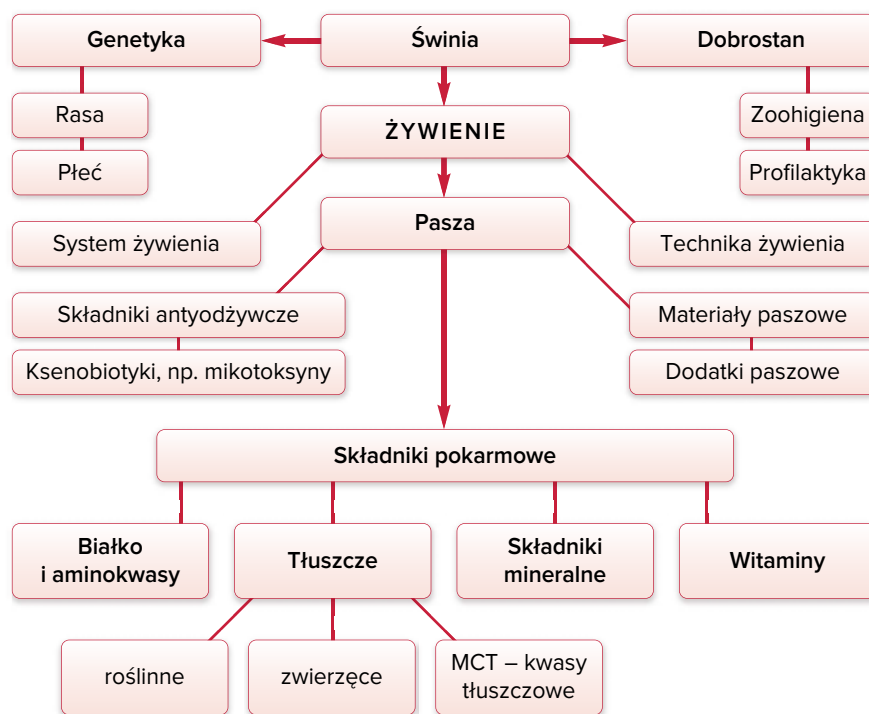 Genetyka
Świnia
Dobrostan
Rasa
ŻYWIENIE
Zoohigiena
Płeć
Profilaktyka
Pasza
System żywienia
Technika żywienia
Składniki antyodżywcze
Materiały paszowe
Ksenobiotyki, np. mikotoksyny
Dodatki paszowe
Składniki pokarmowe
Białko
i aminokwasy
Tłuszcze
Składniki
mineralne
Witaminy
roślinne
zwierzęce
MCT – kwasy
tłuszczowe